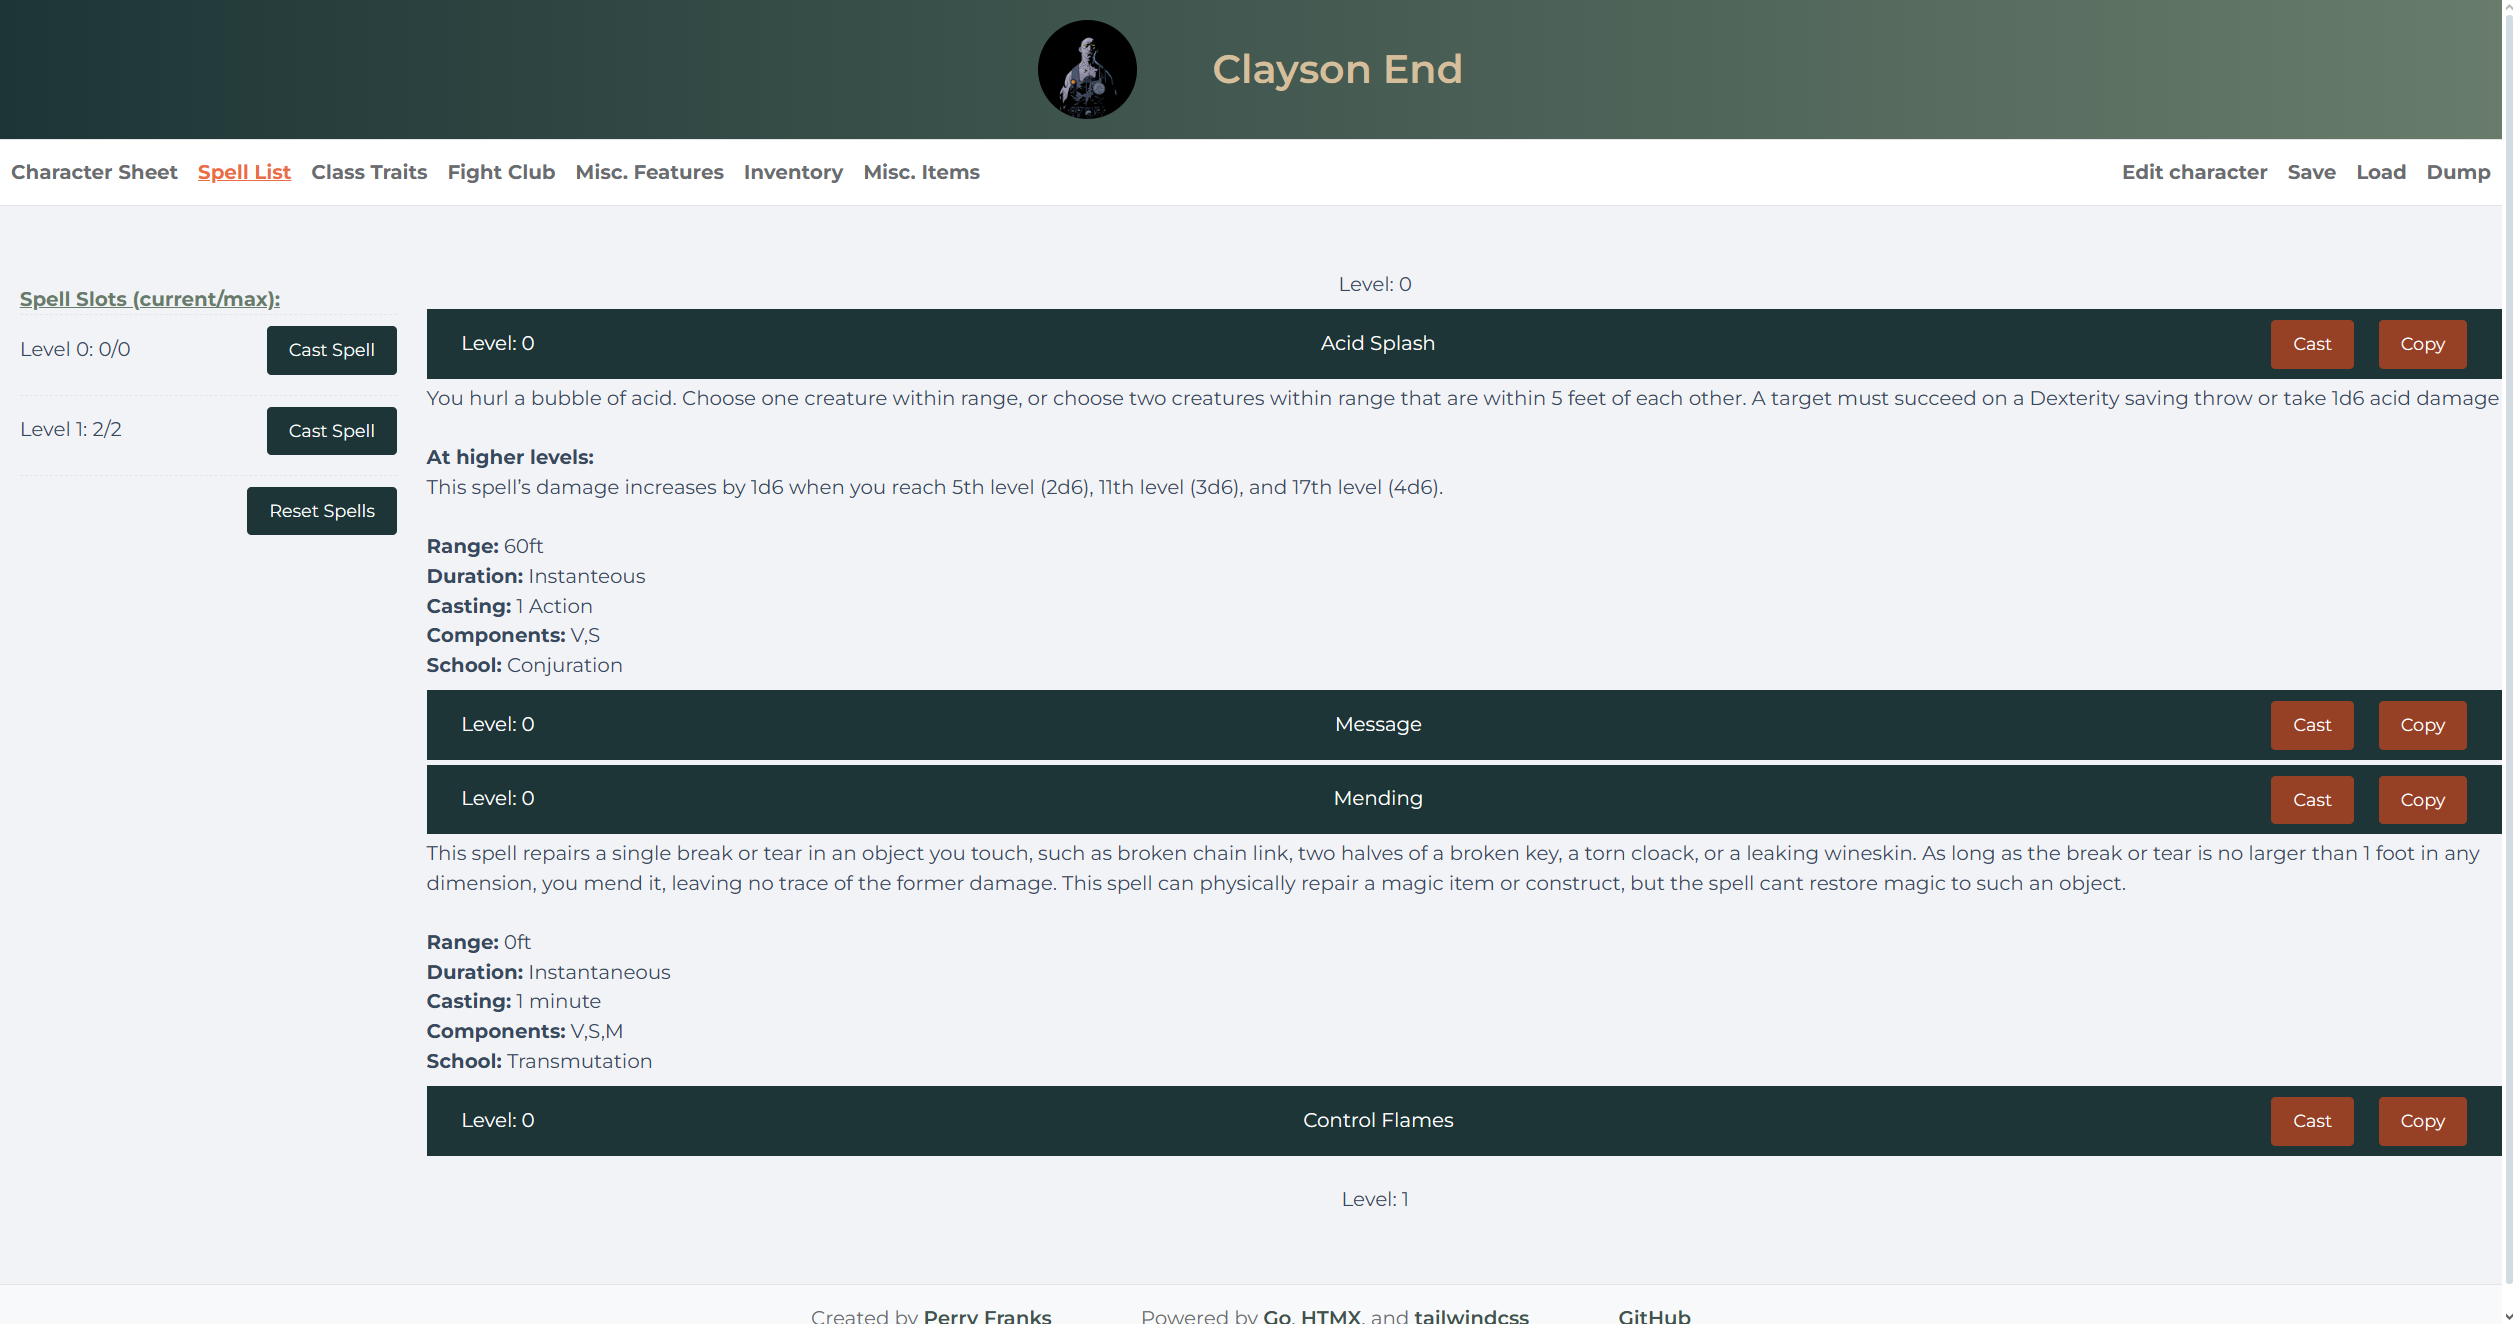 Clayson End
Character Sheet Spell List Class Traits Fight Club Misc. Features Inventory Misc. Items Edit character Save Load Dump
Spell Slots (current/max):
Level 0: 0/0 Cast Spell
Level 1: 2/2 Cast Spell
Reset Spells
Level: 0
Level: 0 Acid Splash Cast Copy
You hurl a bubble of acid. Choose one creature within range, or choose two creatures within range that are within 5 feet of each other. A target must succeed on a Dexterity saving throw or take 1d6 acid damage
At higher levels:
This spell’s damage increases by 1d6 when you reach 5th level (2d6), 11th level (3d6), and 17th level (4d6).
Range: 60ft
Duration: Instanteous
Casting: 1 Action
Components: V,S
School: Conjuration
Level: 0 Message Cast Copy
Level: 0 Mending Cast Copy
This spell repairs a single break or tear in an object you touch, such as broken chain link, two halves of a broken key, a torn cloack, or a leaking wineskin. As long as the break or tear is no larger than 1 foot in any
dimension, you mend it, leaving no trace of the former damage. This spell can physically repair a magic item or construct, but the spell cant restore magic to such an object.
Range: 0ft
Duration: Instantaneous
Casting: 1 minute
Components: V,S,M
School: Transmutation
Level: 0 Control Flames Cast Copy
Level: 1
Created by Perry Franks Powered by Go, HTMX, and tailwindcss GitHub